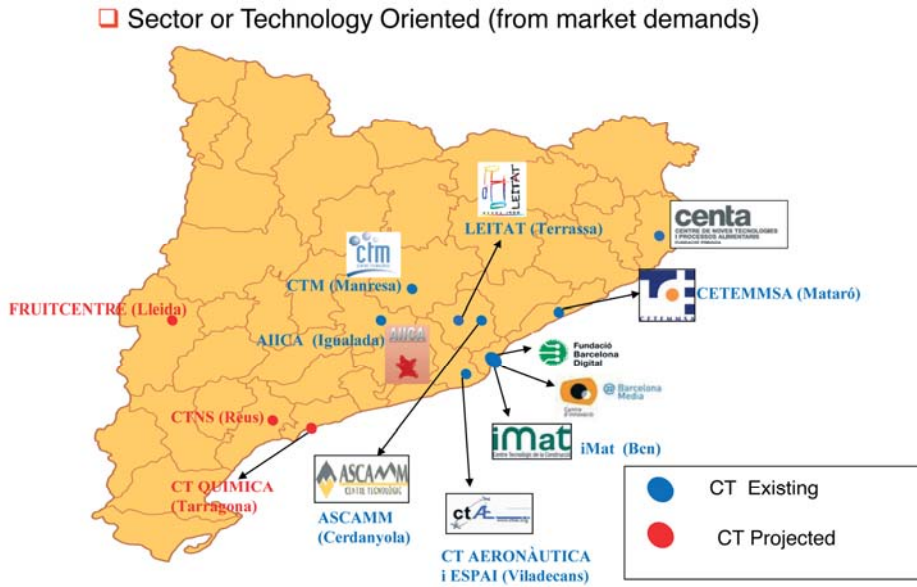 Sector or Technology Oriented (from market demands)
LEITAT
LEITAT (Terrassa)
centa
CENTRE DE NOVES TECNOLOGIES
I PROCESSOS ALIMENTARIS
ctm
CTM (Manresa)
CETEMMSA
CETEMMSA (Mataró)
FRUITCENTRE (Lleida)
AIICA (Igualada)
AIICA
Fundació
Barcelona
Digital
@Barcelona
Media
Centre
d'Innovació
CTNS (Reus)
iMat
Centre Tecnològic de la Construcció
iMat (Bcn)
CT QUIMICA
(Tarragona)
ASCAMM
CENTRE TECNOLÒGIC
ASCAMM
(Cerdanyola)
ctAE
CT AERONÀUTICA
i ESPAI (Viladecans)
CT Existing
CT Projected